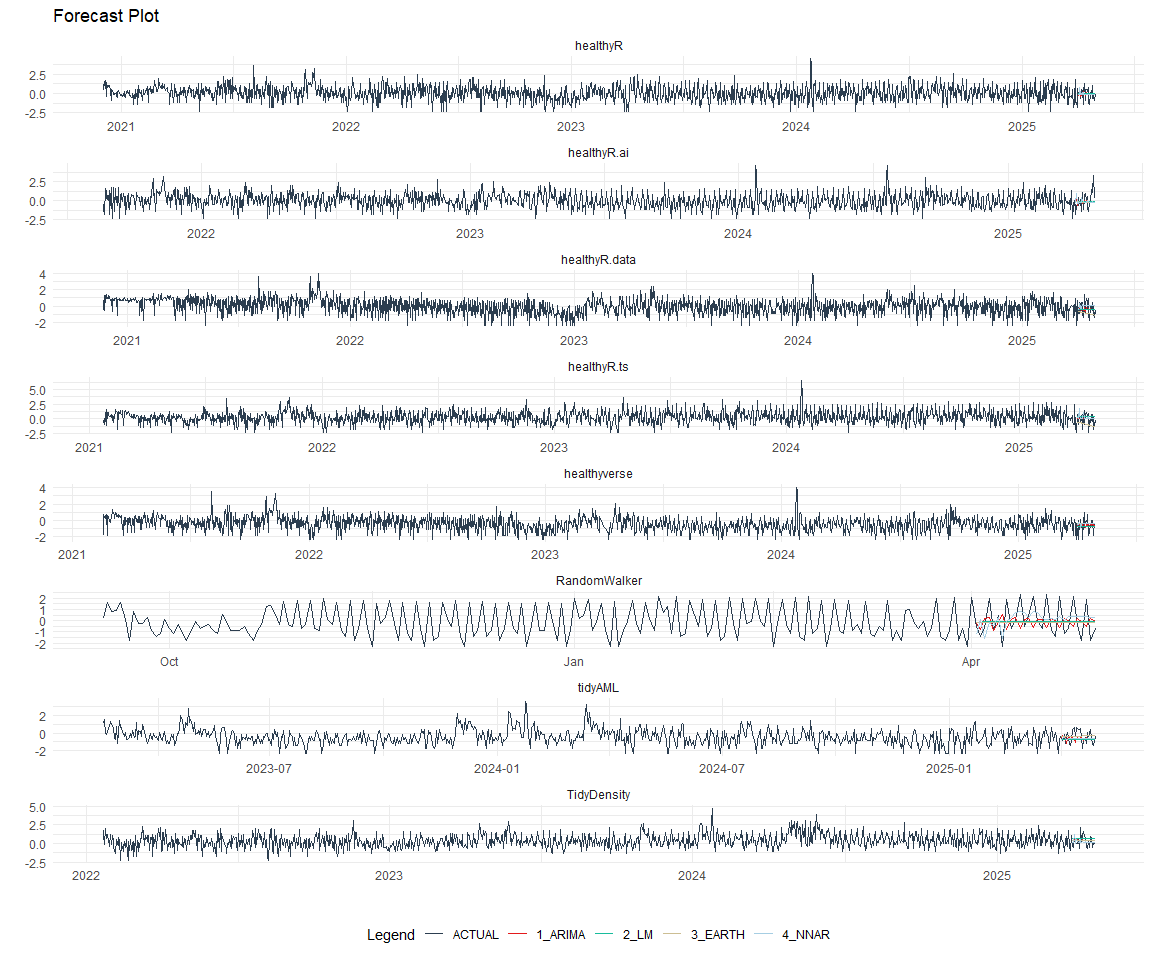 Forecast Plot
healthyR
2.5
0.0
-2.5
2021 2022 2023 2024 2025
healthyR.ai
2.5
0.0
-2.5
2022 2023 2024 2025
healthyR.data
4
2
0
-2
2021 2022 2023 2024 2025
healthyR.ts
5.0
2.5
0.0
-2.5
2021 2022 2023 2024 2025
healthyverse
4
2
0
-2
2021 2022 2023 2024 2025
RandomWalker
2
1
0
-1
-2
Oct Jan Apr
tidyAML
2
0
-2
2023-07 2024-01 2024-07 2025-01
TidyDensity
5.0
2.5
0.0
-2.5
2022 2023 2024 2025
Legend ACTUAL 1_ARIMA 2_LM 3_EARTH 4_NNAR